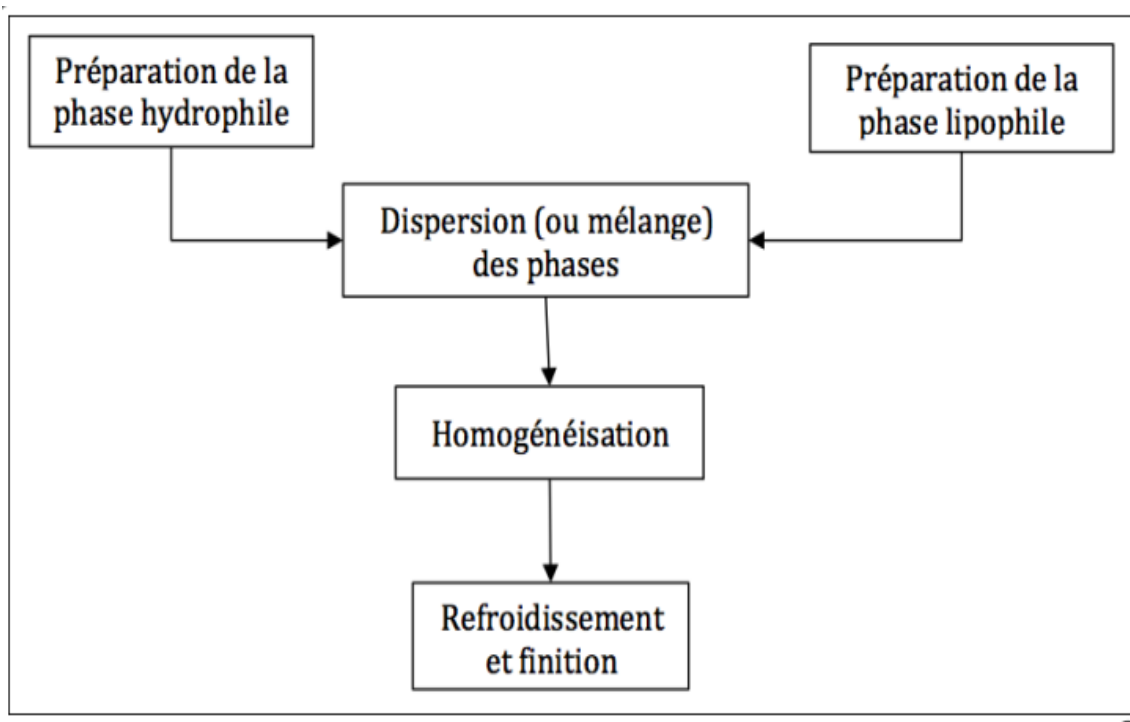 Préparation de la
phase hydrophile
Préparation de la
phase lipophile
Dispersion (ou mélange)
des phases
Homogénéisation
Refroidissement
et finition